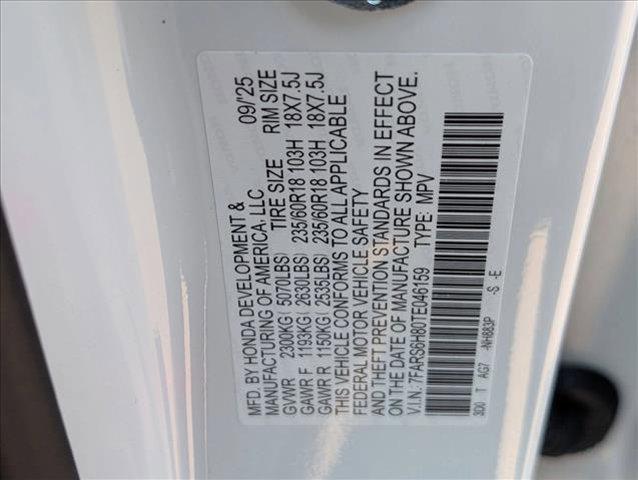 MFD. BY HONDA DEVELOPMENT & 09/'25
MANUFACTURING OF AMERICA, LLC
GVWR 2300KG ( 5070LBS) TIRE SIZE RIM SIZE
GAWR F 1193KG ( 2630LBS) 235/60R18 103H 18X7.5J
GAWR R 1150KG ( 2535LBS) 235/60R18 103H 18X7.5J
THIS VEHICLE CONFORMS TO ALL APPLICABLE
FEDERAL MOTOR VEHICLE SAFETY
AND THEFT PREVENTION STANDARDS IN EFFECT
ON THE DATE OF MANUFACTURE SHOWN ABOVE.
V.I.N.: 7FARS6H80TE046159 TYPE: MPV
3D0 T AG7 -NH883P -S -E